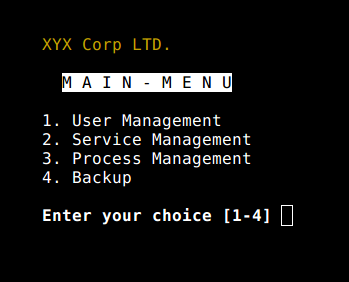 XYX Corp LTD.
M A I N - M E N U
1. User Management
2. Service Management
3. Process Management
4. Backup
Enter your choice [1-4]